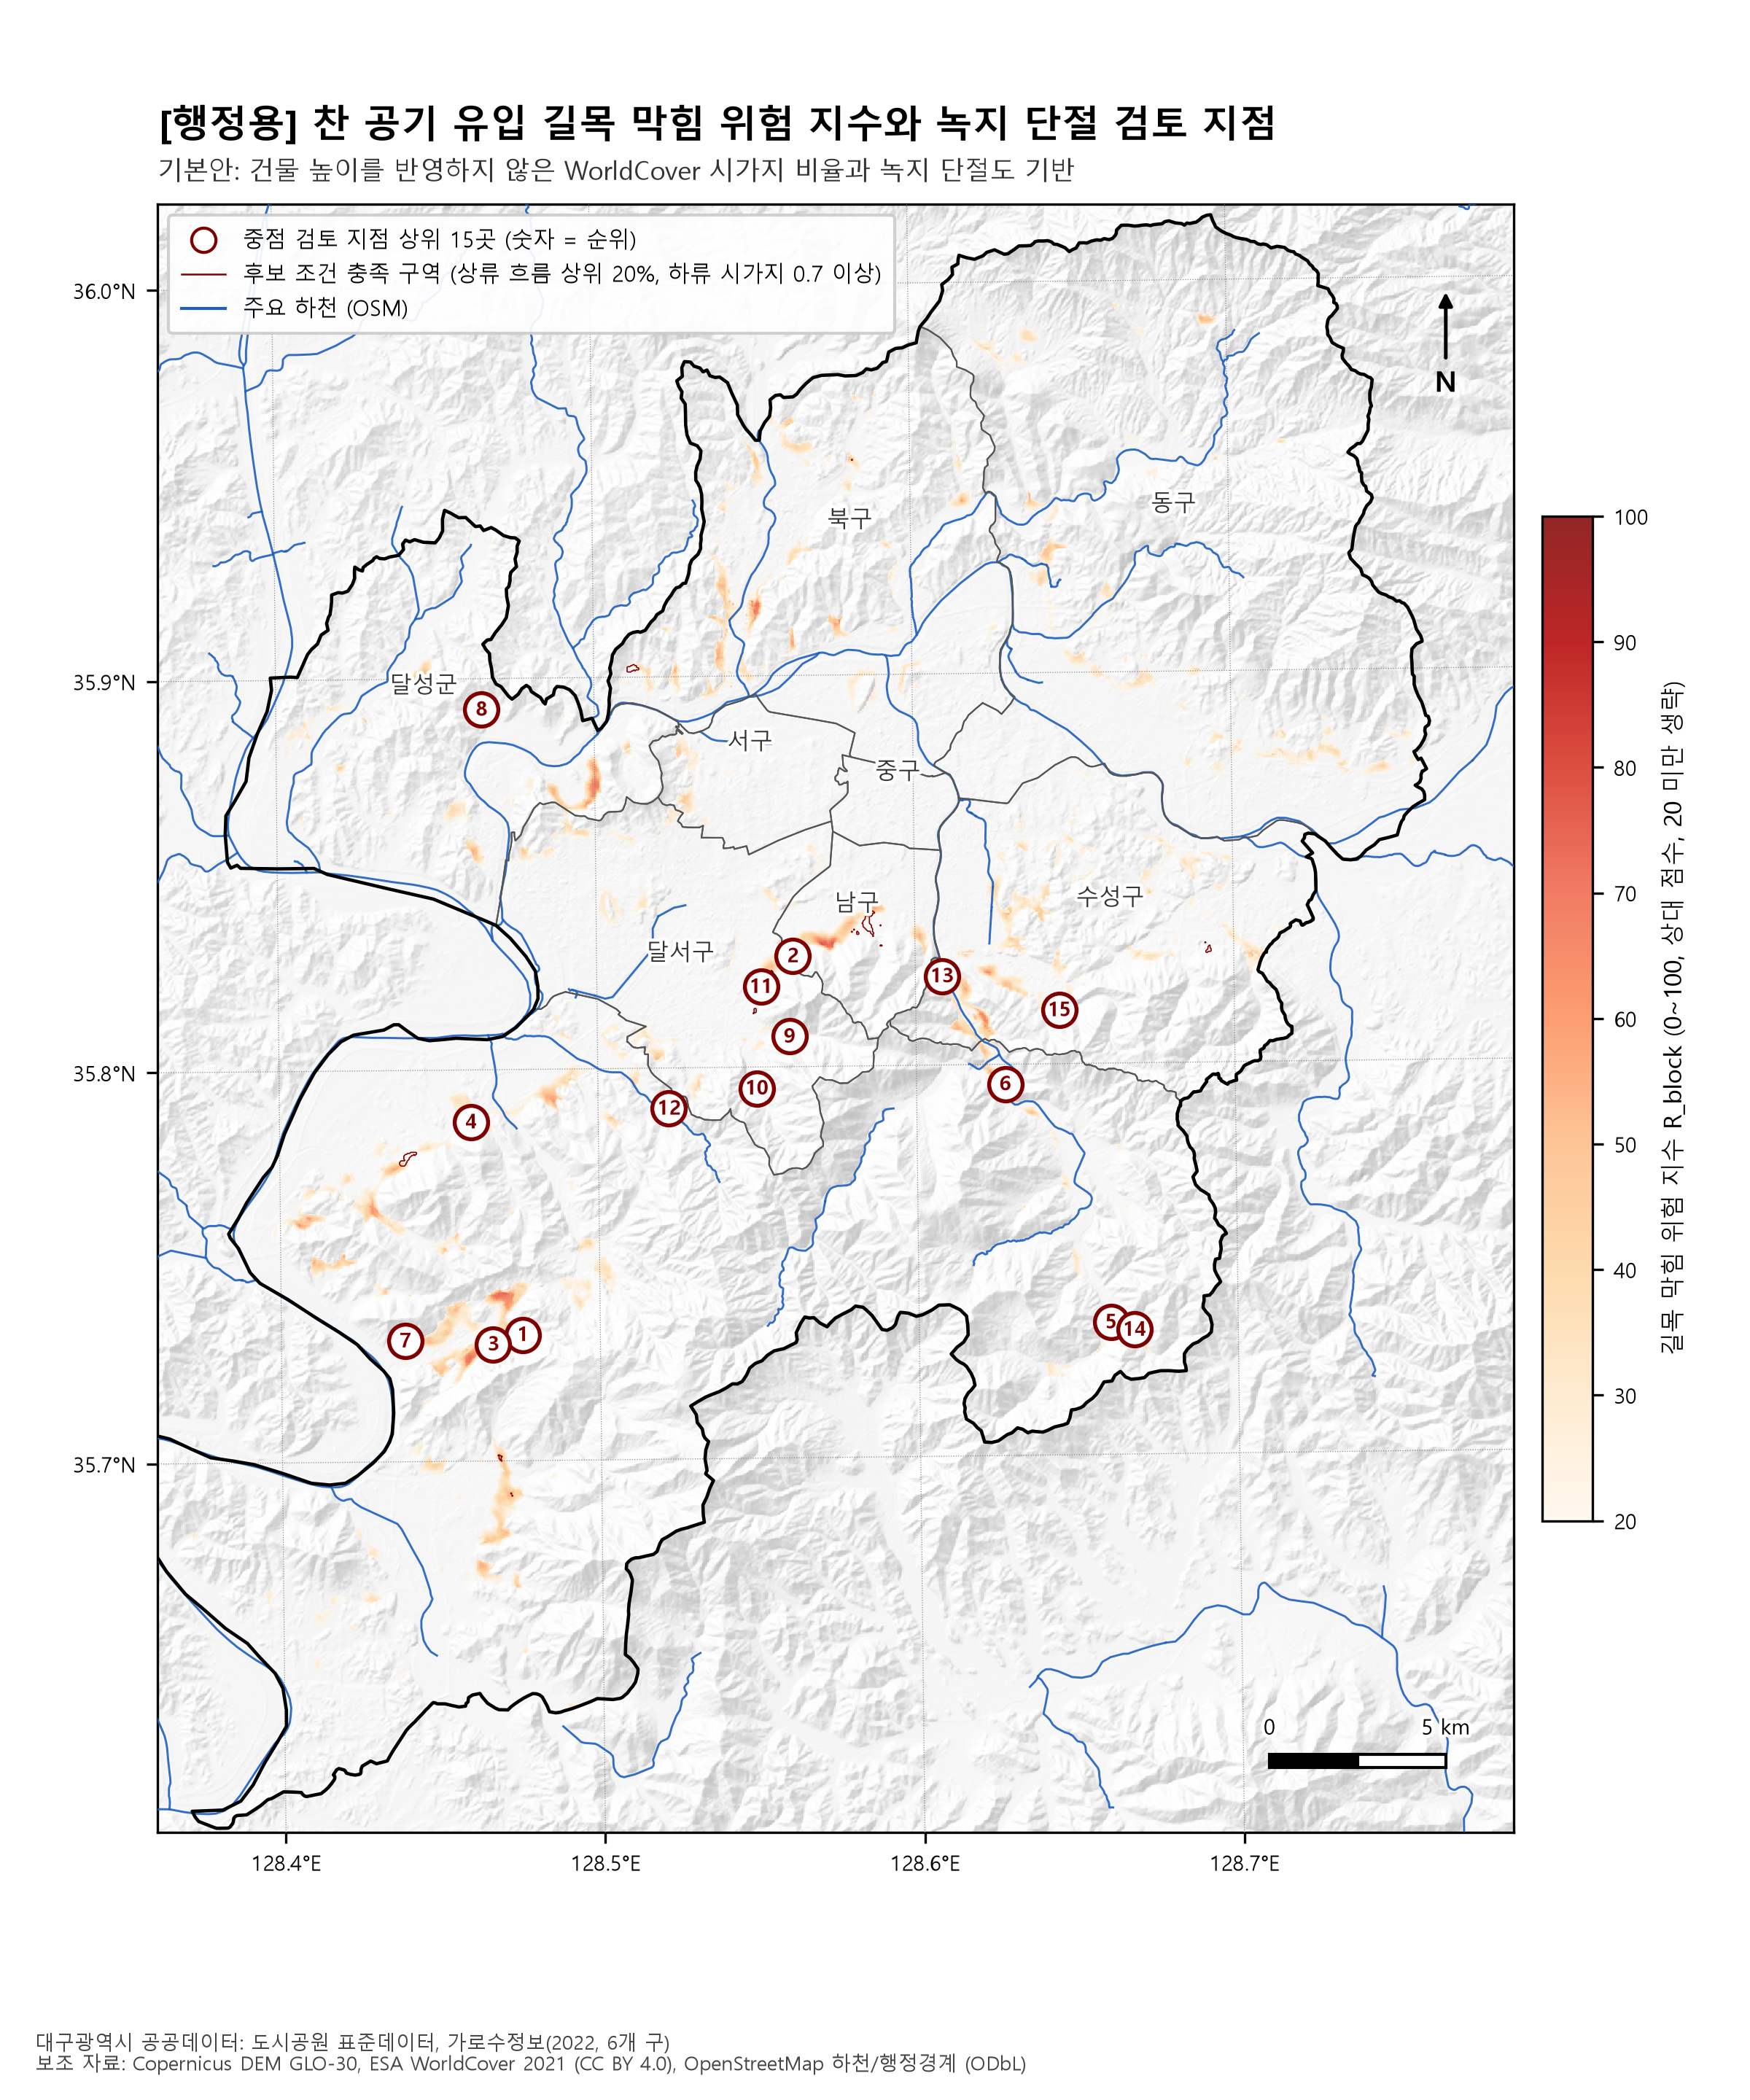 [행정용] 찬 공기 유입 길목 막힘 위험 지수와 녹지 단절 검토 지점
기본안: 건물 높이를 반영하지 않은 WorldCover 시가지 비율과 녹지 단절도 기반
중점 검토 지점 상위 15곳 (숫자 = 순위)
후보 조건 충족 구역 (상류 흐름 상위 20%, 하류 시가지 0.7 이상)
주요 하천 (OSM)
36.0°N
35.9°N
35.8°N
35.7°N
N
북구
동구
달성군
8
서구
중구
수성구
남구
달서구
2
13
11
15
9
6
10
12
4
5
14
7
3
1
0
5 km
128.4°E
128.5°E
128.6°E
128.7°E
100
90
80
70
60
50
40
30
20
길목 막힘 위험 지수 R_block (0~100, 상대 점수, 20 미만 생략)
대구광역시 공공데이터: 도시공원 표준데이터, 가로수정보(2022, 6개 구)
보조 자료: Copernicus DEM GLO-30, ESA WorldCover 2021 (CC BY 4.0), OpenStreetMap 하천/행정경계 (ODbL)